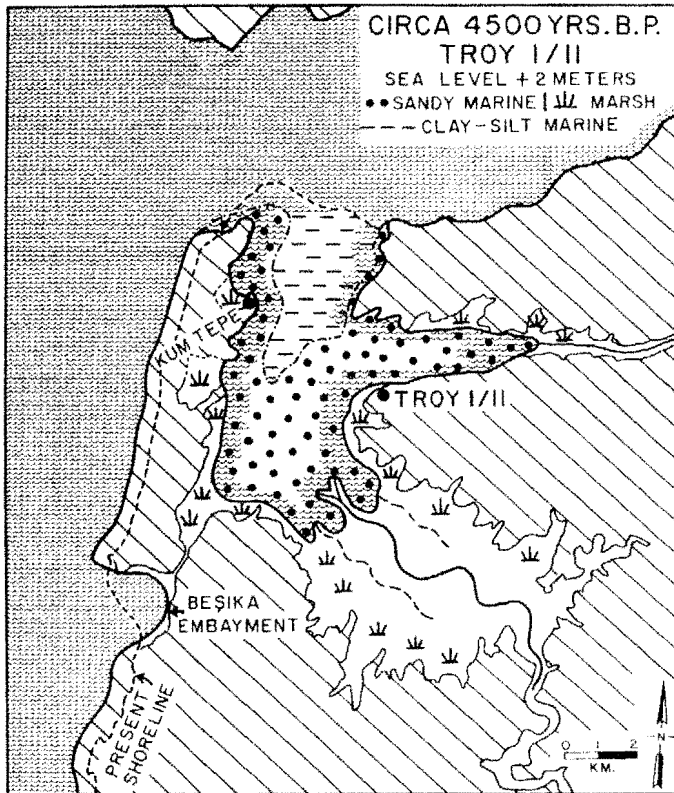 CIRCA 4500 YRS. B.P.
TROY I/II
SEA LEVEL + 2 METERS
SANDY MARINE | MARSH
CLAY-SILT MARINE
KUM TEPE
TROY I/II
BEŞIKA
EMBAYMENT
PRESENT
SHORELINE
N
0 1 2
KM.